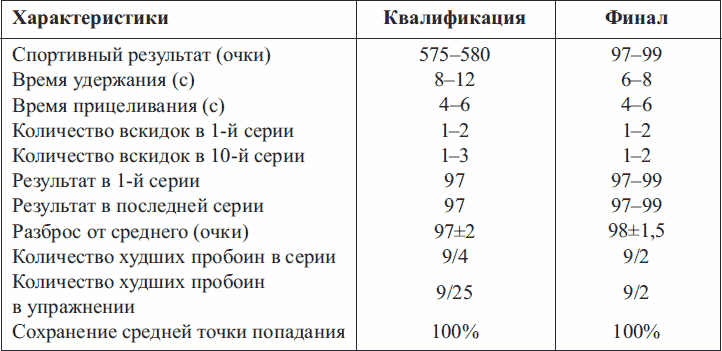 Характеристики Квалификация Финал
Спортивный результат (очки) 575–580 97–99
Время удержания (с) 8–12 6–8
Время прицеливания (с) 4–6 4–6
Количество вскидок в 1-й серии 1–2 1–2
Количество вскидок в 10-й серии 1–3 1–2
Результат в 1-й серии 97 97–99
Результат в последней серии 97 97–99
Разброс от среднего (очки) 97±2 98±1,5
Количество худших пробоин в серии 9/4 9/2
Количество худших пробоин
в упражнении 9/25 9/2
Сохранение средней точки попадания 100% 100%